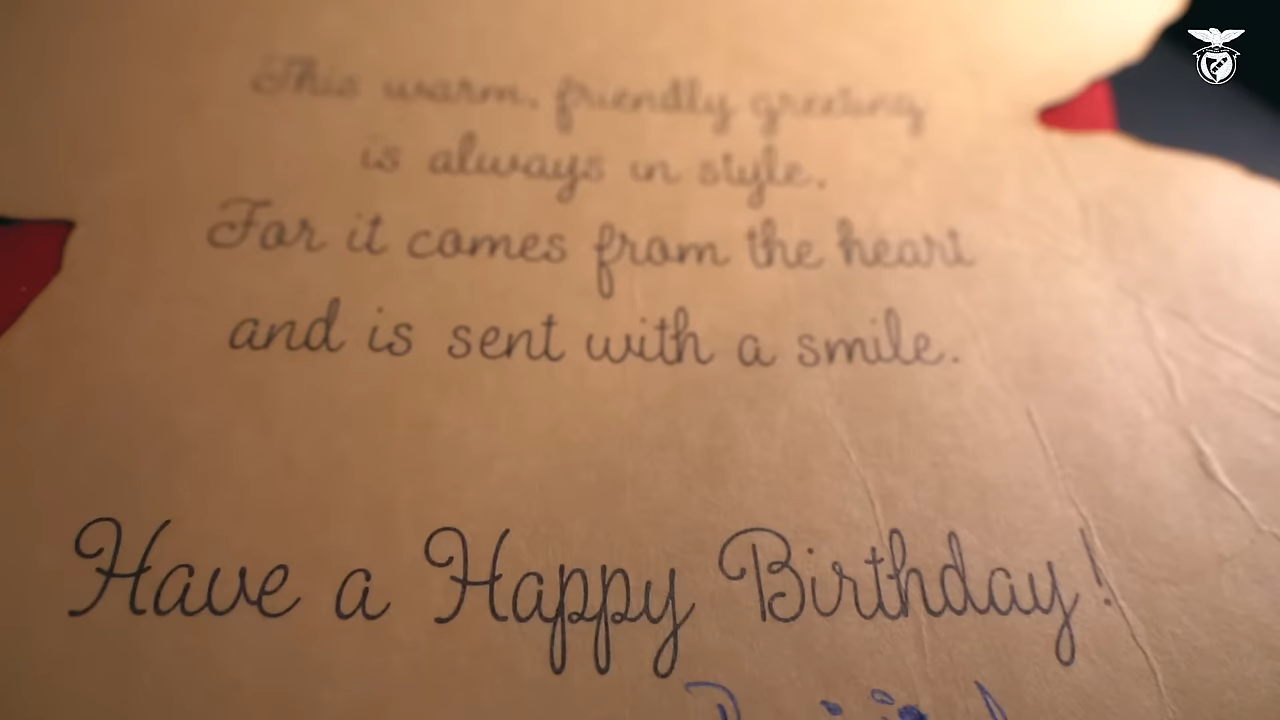 This warm, friendly greeting
is always in style.
For it comes from the heart
and is sent with a smile.
Have a Happy Birthday!